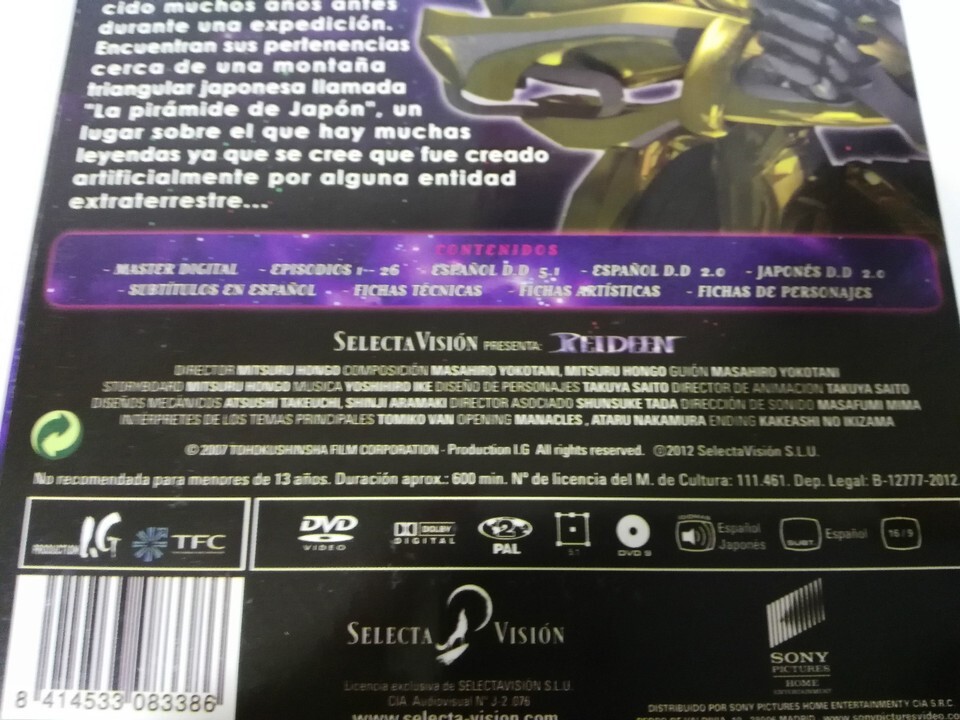 cido muchos años antes
durante una expedición.
Encuentran sus pertenencias
cerca de una montaña
triangular japonesa llamada
"La pirámide de Japón", un
lugar sobre el que hay muchas
leyendas ya que se cree que fue creado
artificialmente por alguna entidad
extraterrestre...
CONTENIDOS
- MASTER DIGITAL - EPISODIOS 1 - 26 - ESPAÑOL D.D 5.1 - ESPAÑOL D.D 2.0 - JAPONÉS D.D 2.0
- SUBTÍTULOS EN ESPAÑOL - FICHAS TÉCNICAS - FICHAS ARTÍSTICAS - FICHAS DE PERSONAJES
SELECTA VISIÓN PRESENTA: REIDEEN
DIRECTOR MITSURU HONGO COMPOSICIÓN MASAHIRO YOKOTANI, MITSURU HONGO GUIÓN MASAHIRO YOKOTANI
STORYBOARD MITSURU HONGO MUSICA YOSHIHIRO IKE DISEÑO DE PERSONAJES TAKUYA SAITO DIRECTOR DE ANIMACION TAKUYA SAITO
DISEÑOS MECÁNICOS ATSUSHI TAKEUCHI, SHINJI ARAMAKI DIRECTOR ASOCIADO SHUNSUKE TADA DIRECCIÓN DE SONIDO MASAFUMI MIMA
INTÉRPRETES DE LOS TEMAS PRINCIPALES TOMIKO VAN OPENING MANACLES , ATARU NAKAMURA ENDING KAKEASHI NO IKIZAMA
© 2007 TOHOKUSHINSHA FILM CORPORATION - Production I.G All rights reserved. ℗2012 SelectaVisión S.L.U.
No recomendada para menores de 13 años. Duración aprox.: 600 min. Nº de licencia del M. de Cultura: 111.461. Dep. Legal: B-12777-2012
PRODUCTION I.G TFC
DVD VIDEO
DOLBY DIGITAL
2 PAL
5.1
DVD 9
IDIOMAS Español Japonés
SUBT. Español
16/9
SELECTA VISIÓN
SONY
PICTURES
HOME
ENTERTAINMENT
8 414533 083386
Licencia exclusiva de SELECTAVISIÓN S.L.U.
CIA. Audiovisual Nº J-2.076
www.selecta-vision.com
DISTRIBUIDO POR SONY PICTURES HOME ENTERTAINMENT Y CIA S.R.C.